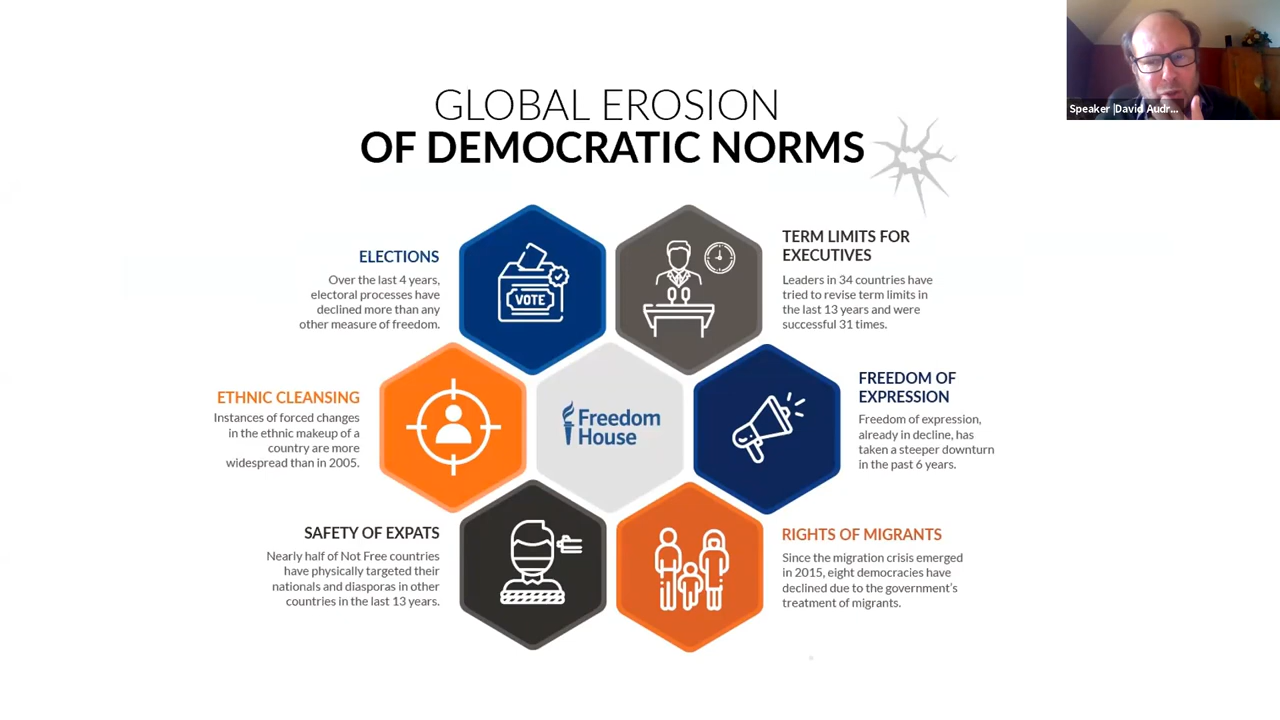 GLOBAL EROSION
OF DEMOCRATIC NORMS
ELECTIONS
Over the last 4 years,
electoral processes have
declined more than any
other measure of freedom.
VOTE
TERM LIMITS FOR
EXECUTIVES
Leaders in 34 countries have
tried to revise term limits in
the last 13 years and were
successful 31 times.
ETHNIC CLEANSING
Instances of forced changes
in the ethnic makeup of a
country are more
widespread than in 2005.
Freedom
House
FREEDOM OF
EXPRESSION
Freedom of expression,
already in decline, has
taken a steeper downturn
in the past 6 years.
SAFETY OF EXPATS
Nearly half of Not Free countries
have physically targeted their
nationals and diasporas in other
countries in the last 13 years.
RIGHTS OF MIGRANTS
Since the migration crisis emerged
in 2015, eight democracies have
declined due to the government's
treatment of migrants.
Speaker |David Audr...